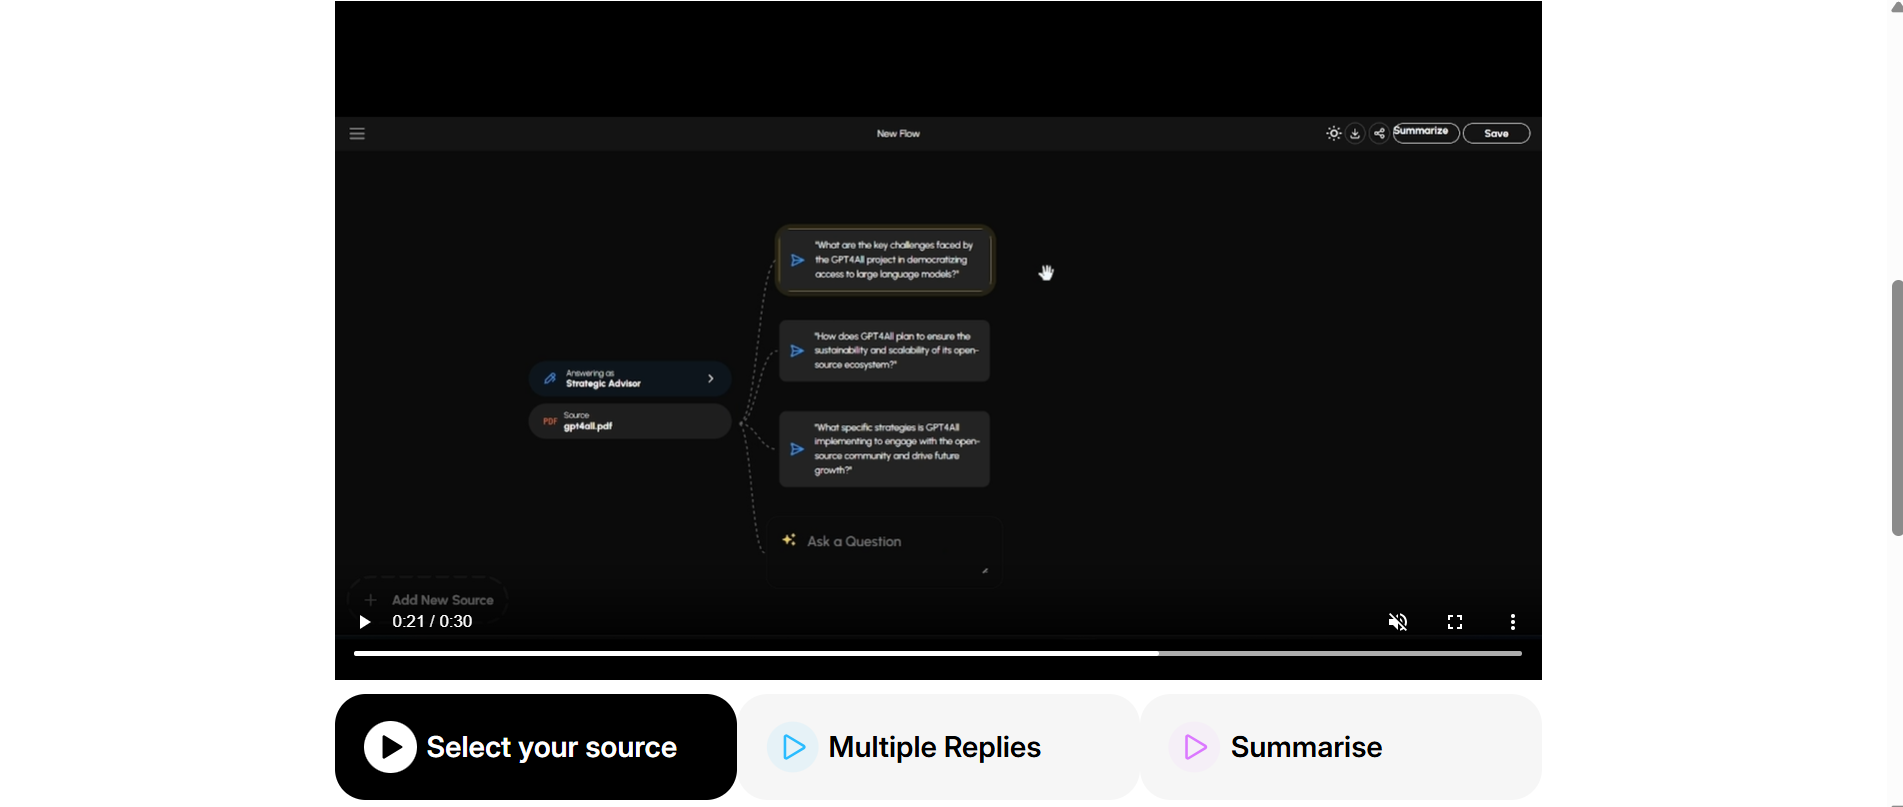 New Flow
Summarize
Save
"What are the key challenges faced by
the GPT4All project in democratizing
access to large language models?"
"How does GPT4All plan to ensure the
sustainability and scalability of its open-
source ecosystem?"
Answering as
Strategic Advisor
Source
PDF
gpt4all.pdf
"What specific strategies is GPT4All
implementing to engage with the open-
source community and drive future
growth?"
Ask a Question
Add New Source
0:21 / 0:30
Select your source
Multiple Replies
Summarise